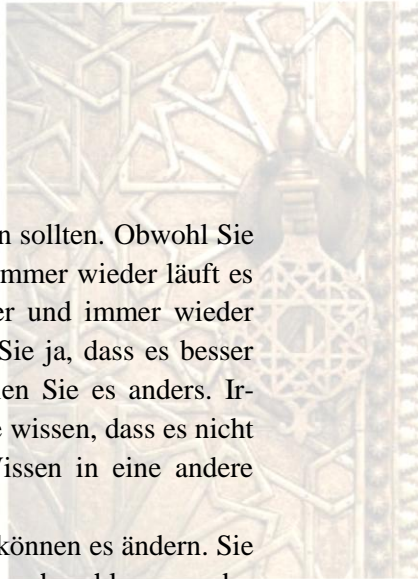 n sollten. Obwohl Sie
mmer wieder läuft es
er und immer wieder
Sie ja, dass es besser
en Sie es anders. Ir-
e wissen, dass es nicht
issen in eine andere
können es ändern. Sie